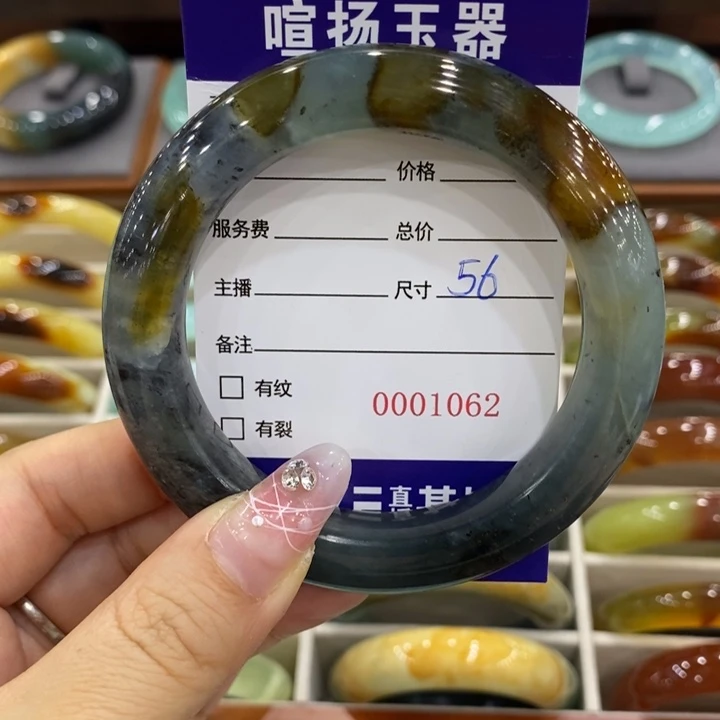 喧扬玉器
价格
服务费 总价
主播 尺寸 56
备注
有纹
有裂 0001062